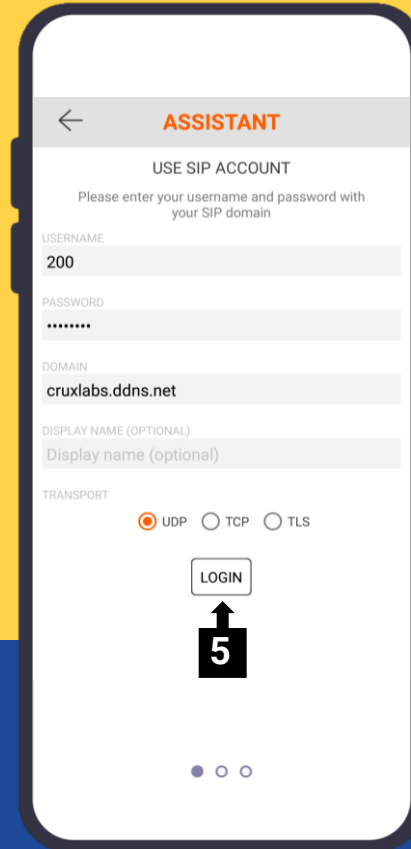 ASSISTANT
USE SIP ACCOUNT
Please enter your username and password with
your SIP domain
USERNAME
200
PASSWORD
••••••••
DOMAIN
cruxlabs.ddns.net
DISPLAY NAME (OPTIONAL)
Display name (optional)
TRANSPORT
UDP TCP TLS
LOGIN
5